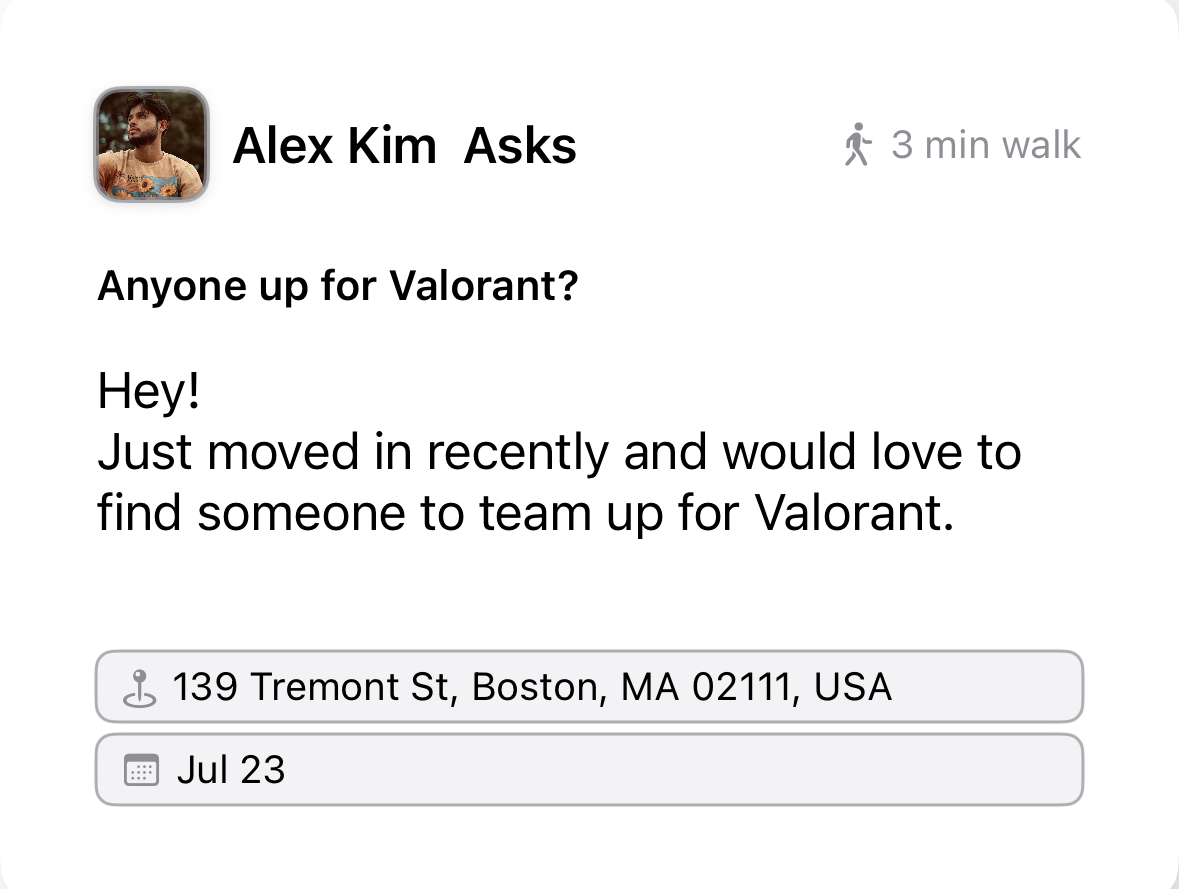 Alex Kim Asks
3 min walk
Anyone up for Valorant?
Hey!
Just moved in recently and would love to
find someone to team up for Valorant.
139 Tremont St, Boston, MA 02111, USA
Jul 23